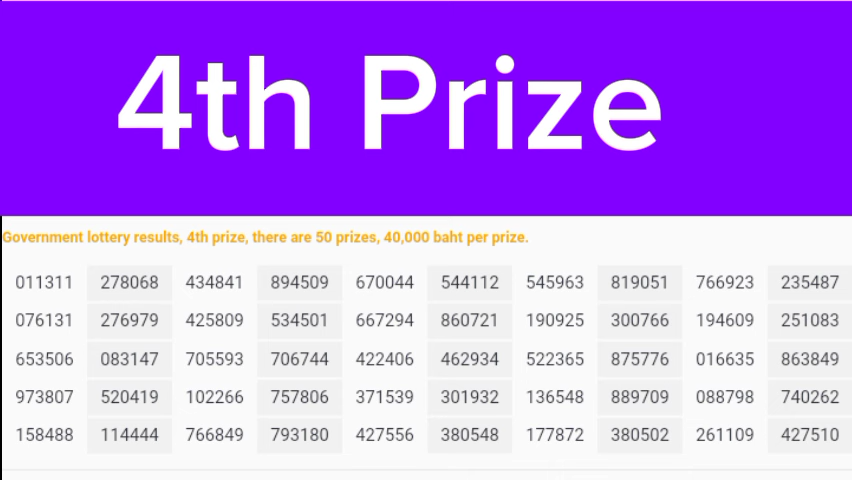 4th Prize
Government lottery results, 4th prize, there are 50 prizes, 40,000 baht per prize.
011311 278068 434841 894509 670044 544112 545963 819051 766923 235487
076131 276979 425809 534501 667294 860721 190925 300766 194609 251083
653506 083147 705593 706744 422406 462934 522365 875776 016635 863849
973807 520419 102266 757806 371539 301932 136548 889709 088798 740262
158488 114444 766849 793180 427556 380548 177872 380502 261109 427510